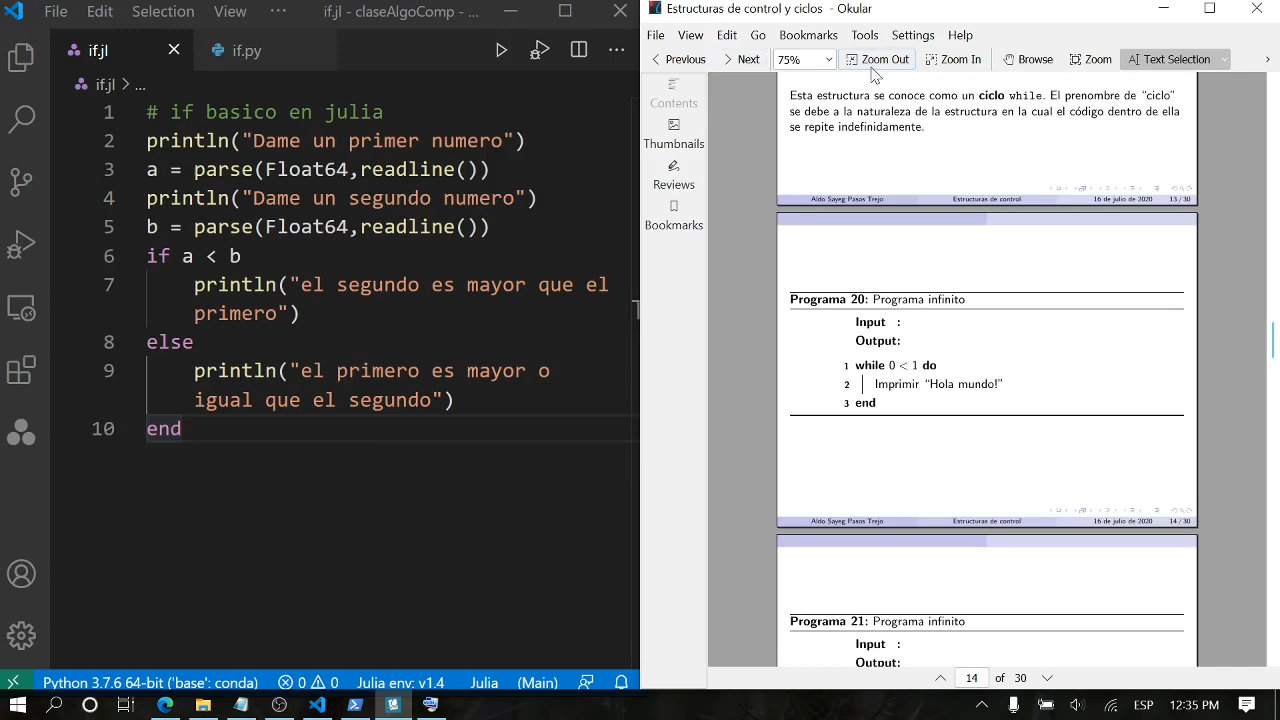 File Edit Selection View ··· if.jl - claseAlgoComp - ...
if.jl if.py
if.jl > ...
1 # if basico en julia
2 println("Dame un primer numero")
3 a = parse(Float64,readline())
4 println("Dame un segundo numero")
5 b = parse(Float64,readline())
6 if a < b
7 println("el segundo es mayor que el
primero")
8 else
9 println("el primero es mayor o
igual que el segundo")
10 end
Python 3.7.6 64-bit ('base': conda) 0 0 Julia env: v1.4 Julia (Main)
Estructuras de control y ciclos - Okular
File View Edit Go Bookmarks Tools Settings Help
Previous Next 75% Zoom Out Zoom In Browse Zoom Text Selection
Contents
Thumbnails
Reviews
Bookmarks
Esta estructura se conoce como un ciclo while. El prenombre de "ciclo"
se debe a la naturaleza de la estructura en la cual el código dentro de ella
se repite indefinidamente.
Aldo Sayeg Pasos Trejo Estructuras de control 16 de julio de 2020 13 / 30
Programa 20: Programa infinito
Input :
Output:
1 while 0 < 1 do
2 Imprimir "Hola mundo!"
3 end
Aldo Sayeg Pasos Trejo Estructuras de control 16 de julio de 2020 14 / 30
Programa 21: Programa infinito
Input :
Output:
14 of 30
ESP 12:35 PM